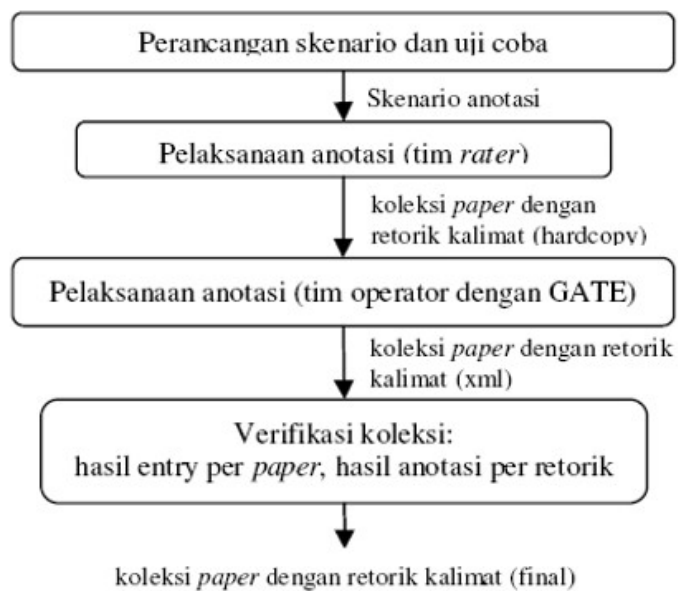 Perancangan skenario dan uji coba
Skenario anotasi
Pelaksanaan anotasi (tim rater)
koleksi paper dengan
retorik kalimat (hardcopy)
Pelaksanaan anotasi (tim operator dengan GATE)
koleksi paper dengan retorik
kalimat (xml)
Verifikasi koleksi:
hasil entry per paper, hasil anotasi per retorik
koleksi paper dengan retorik kalimat (final)